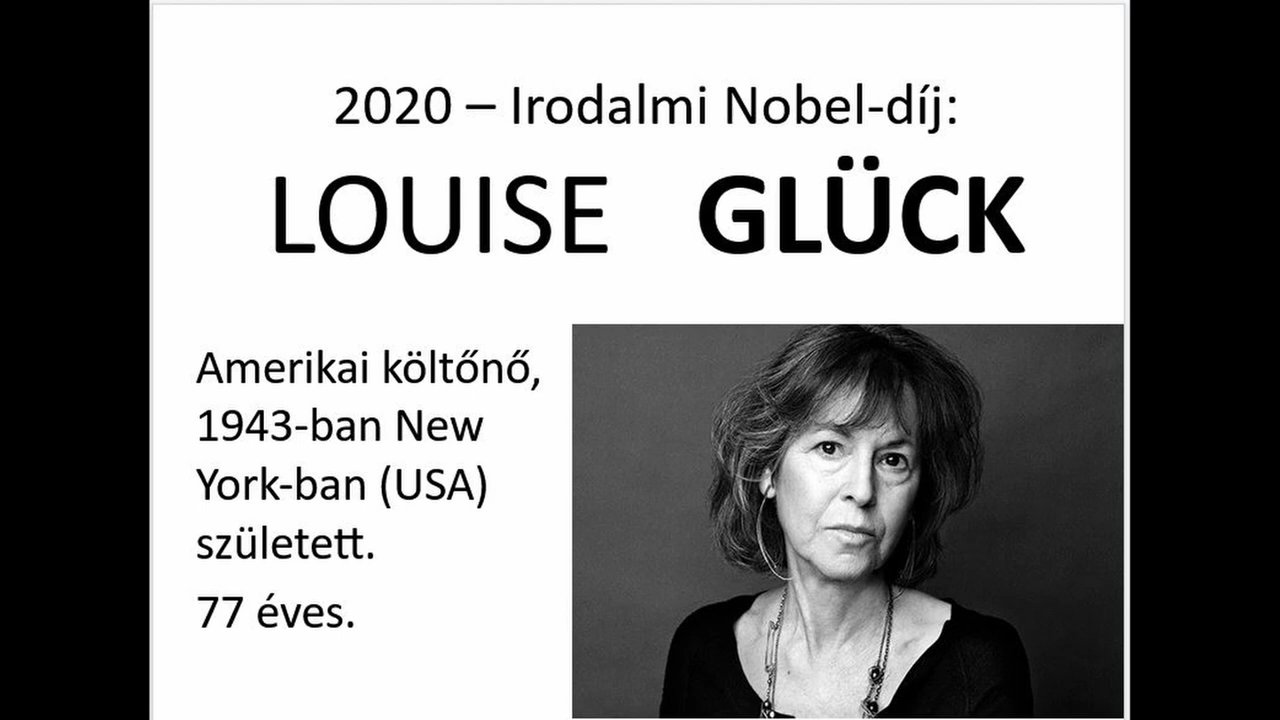 2020 – Irodalmi Nobel-díj:
LOUISE GLÜCK
Amerikai költőnő,
1943-ban New
York-ban (USA)
született.
77 éves.